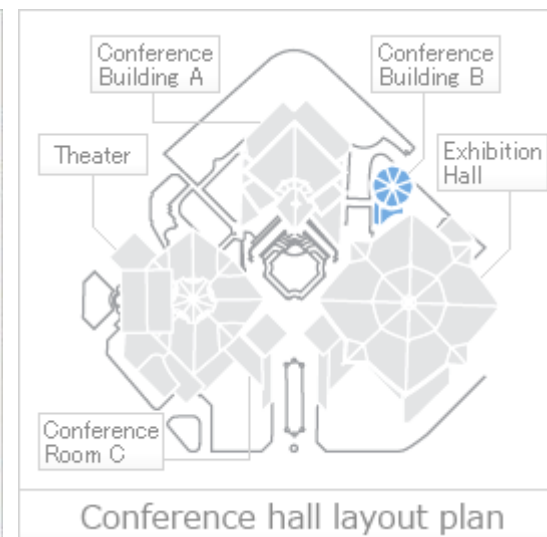 Conference
Building A
Conference
Building B
Theater
Exhibition
Hall
Conference
Room C
Conference hall layout plan